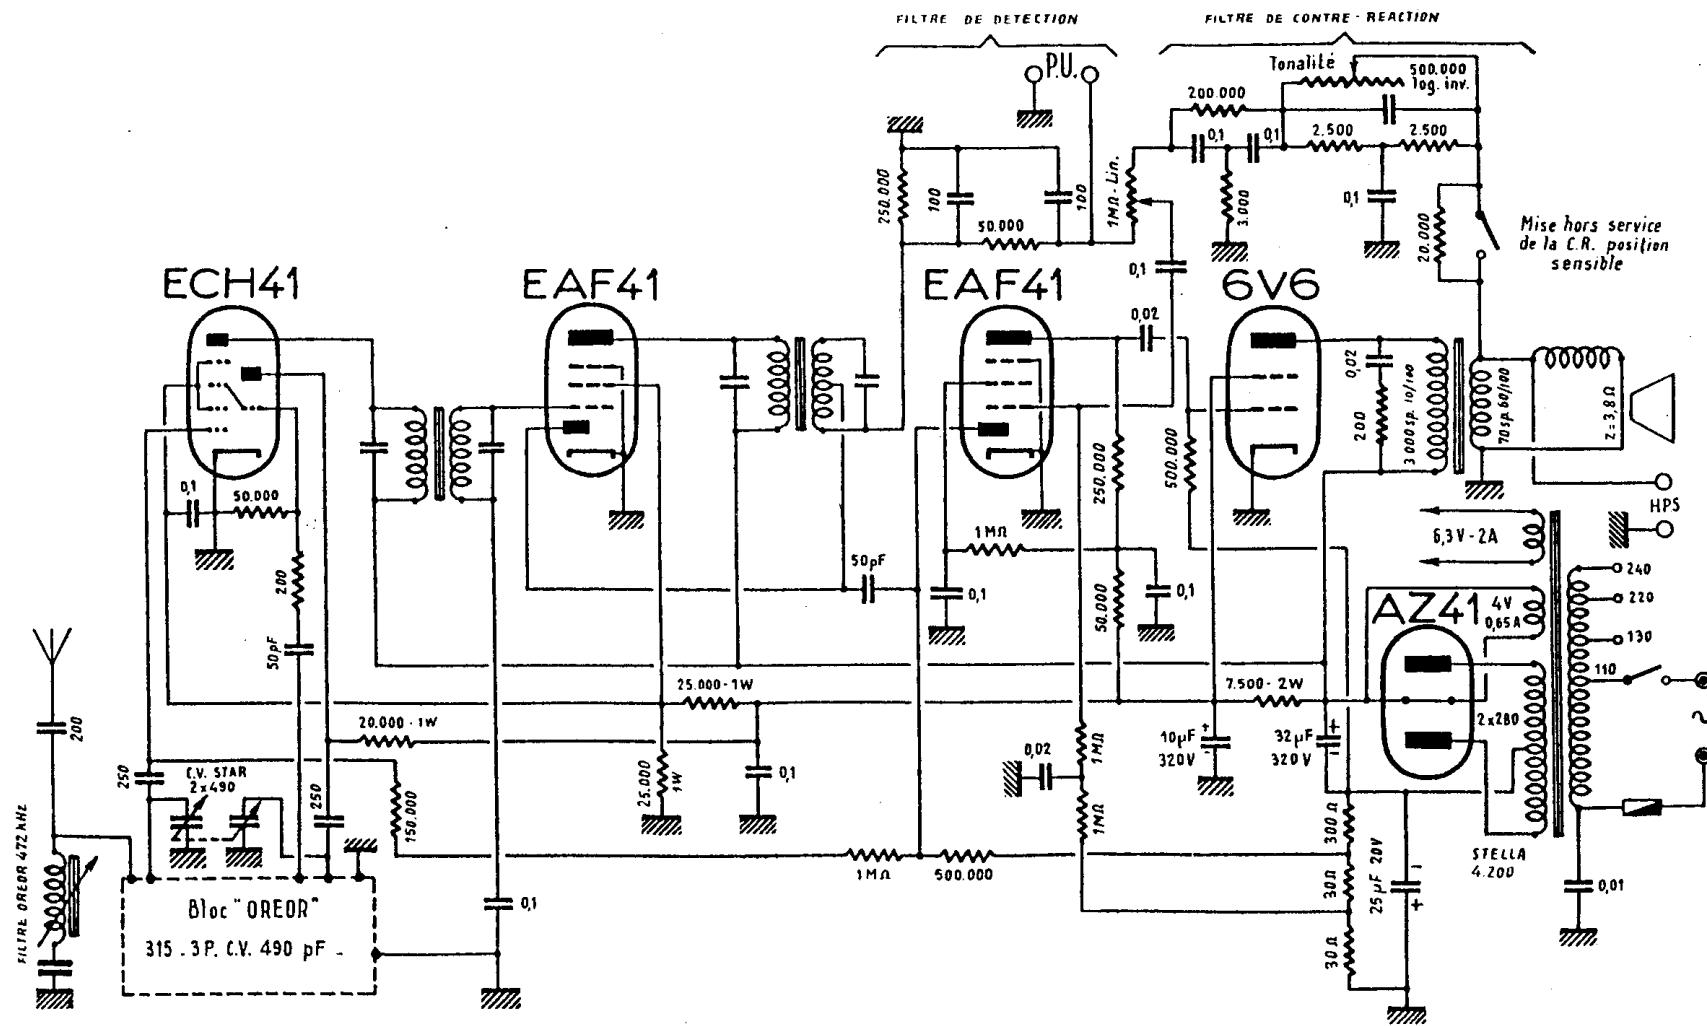 FILTRE DE DETECTION
FILTRE DE CONTRE-REACTION
P.U.
Tonalité
500.000
log. inv.
200.000
0,1
0,1
2.500
2.500
250.000
100
100
50.000
1MΩ-Lin.
3.000
0,1
20.000
Mise hors service
de la C.R. position
sensible
0,1
ECH41
EAF41
EAF41
6V6
0,02
0,02
200
3000 sp. 10/100
70 sp. 60/100
Z=3,8Ω
0,1
50.000
250.000
500.000
HPS
6,3V-2A
1MΩ
200
50pF
0,1
50.000
0,1
AZ41
4V
0,65A
240
220
130
110
50pF
25.000-1W
7.500-2W
2x280
200
20.000-1W
10µF
320V
32µF
320V
+
-
+
-
~
1MΩ
0,02
250
C.V. STAR
2x490
250
25.000
1W
0,1
150.000
1MΩ
300Ω
FILTRE OREOR 472 kHz
1MΩ
500.000
STELLA
4.200
30Ω
25µF 20V
-
+
0,01
0,1
Bloc "OREOR"
315.3P. C.V. 490 pF
30Ω